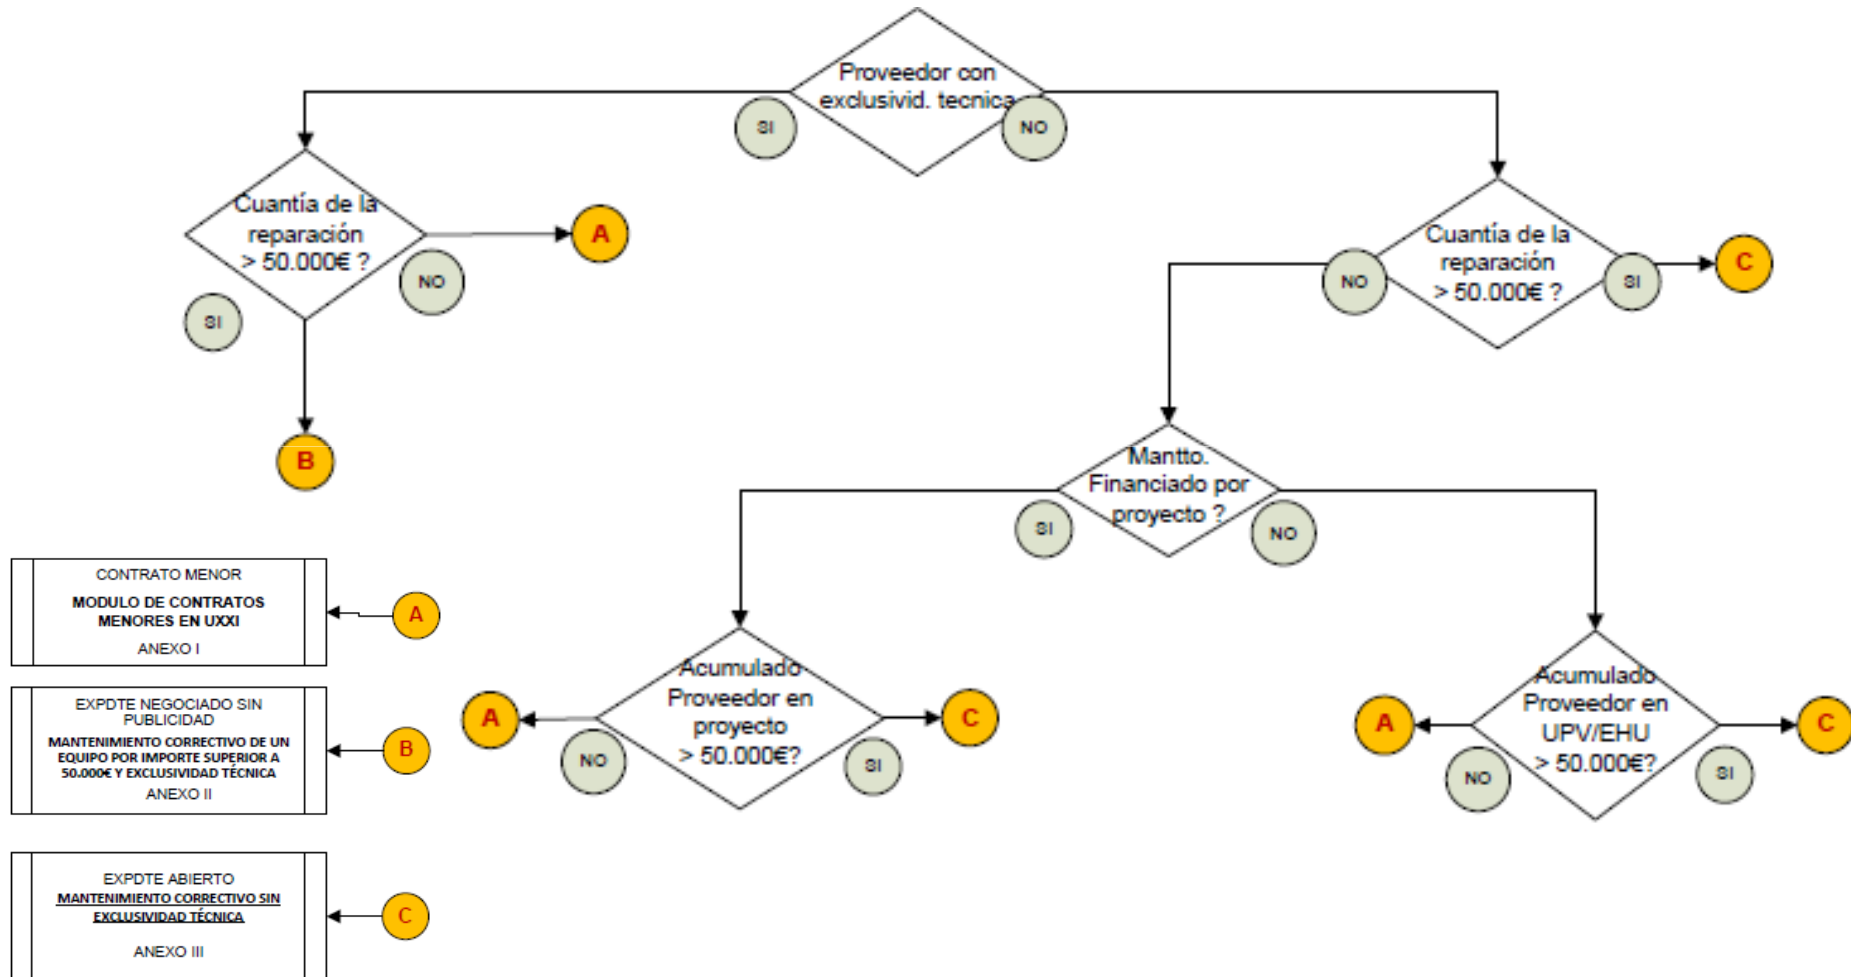 Proveedor con
exclusivid. tecnica
SI
NO
Cuantía de la
reparación
> 50.000€ ?
NO
SI
A
B
Cuantía de la
reparación
> 50.000€ ?
NO
SI
C
Mantto.
Financiado por
proyecto ?
SI
NO
Acumulado
Proveedor en
proyecto
> 50.000€?
A
C
NO
SI
Acumulado
Proveedor en
UPV/EHU
> 50.000€?
A
C
NO
SI
CONTRATO MENOR
MODULO DE CONTRATOS
MENORES EN UXXI
ANEXO I
A
EXPDTE NEGOCIADO SIN
PUBLICIDAD
MANTENIMIENTO CORRECTIVO DE UN
EQUIPO POR IMPORTE SUPERIOR A
50.000€ Y EXCLUSIVIDAD TÉCNICA
ANEXO II
B
EXPDTE ABIERTO
MANTENIMIENTO CORRECTIVO SIN
EXCLUSIVIDAD TÉCNICA
ANEXO III
C